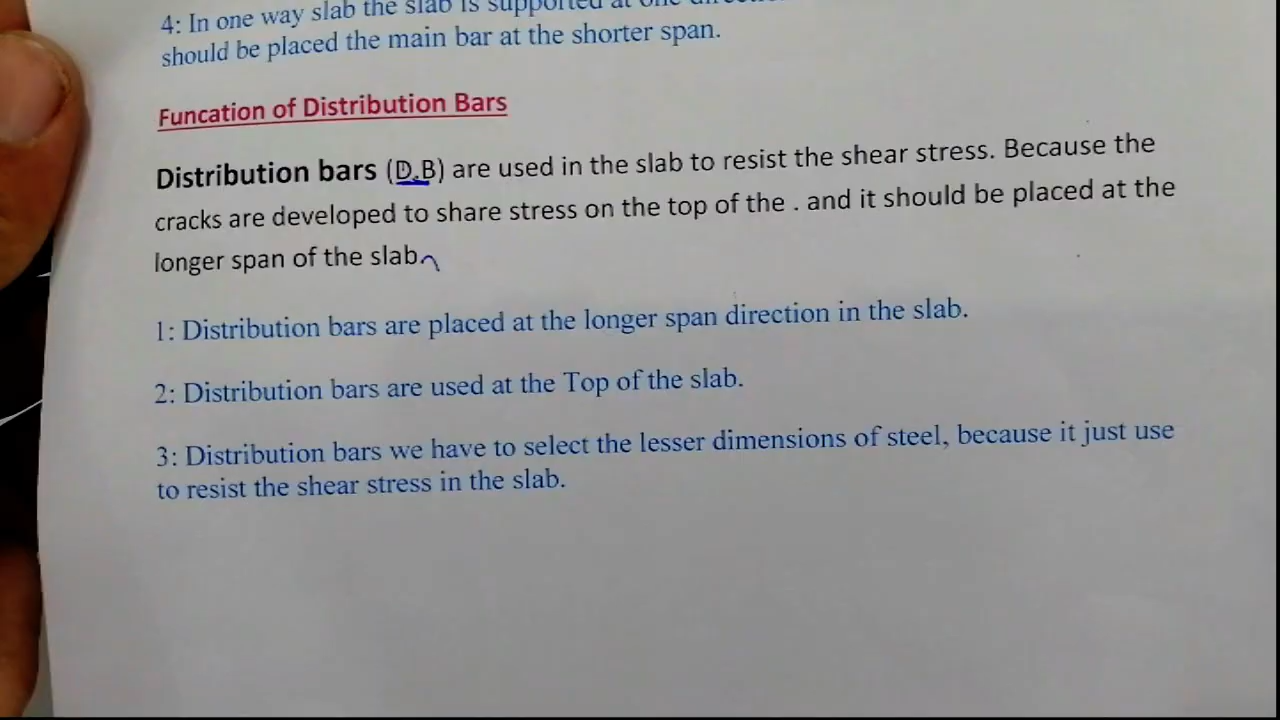 4: In one way slab the slab is supported at one
should be placed the main bar at the shorter span.
Funcation of Distribution Bars
Distribution bars (D.B) are used in the slab to resist the shear stress. Because the
cracks are developed to share stress on the top of the . and it should be placed at the
longer span of the slab
1: Distribution bars are placed at the longer span direction in the slab.
2: Distribution bars are used at the Top of the slab.
3: Distribution bars we have to select the lesser dimensions of steel, because it just use
to resist the shear stress in the slab.